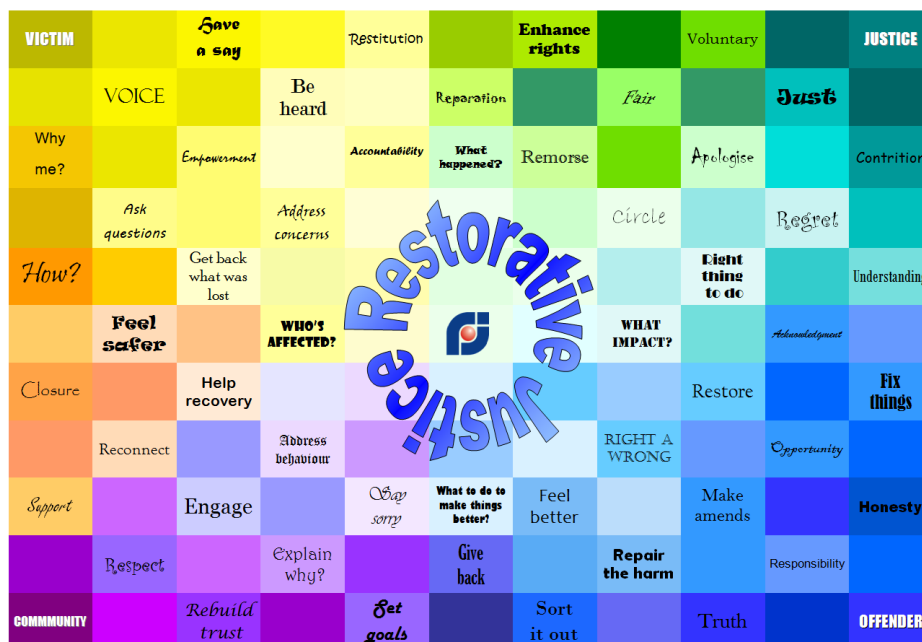 VICTIM
Have
a say
Restitution
Enhance
rights
Voluntary
JUSTICE
VOICE
Be
heard
Reparation
Fair
Just
Why
me?
Empowerment
Accountability
What
happened?
Remorse
Apologise
Contrition
Ask
questions
Address
concerns
Circle
Regret
How?
Get back
what was
lost
Restorative
Justice
Right
thing
to do
Understanding
Feel
safer
WHO'S
AFFECTED?
WHAT
IMPACT?
Acknowledgment
Closure
Help
recovery
Restore
Fix
things
Reconnect
Address
behaviour
RIGHT A
WRONG
Opportunity
Support
Engage
Say
sorry
What to do to
make things
better?
Feel
better
Make
amends
Honesty
Respect
Explain
why?
Give
back
Repair
the harm
Responsibility
COMMMUNITY
Rebuild
trust
Set
goals
Sort
it out
Truth
OFFENDER